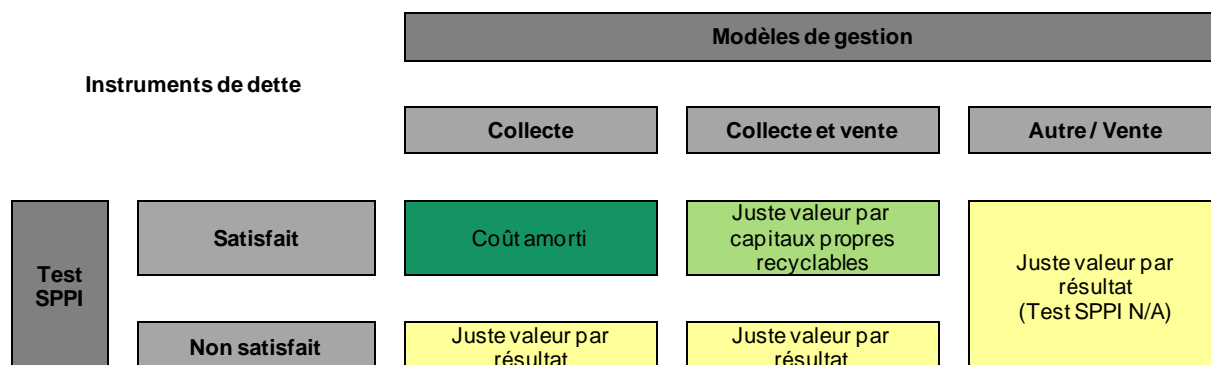 Modèles de gestion
Instruments de dette
Collecte
Collecte et vente
Autre / Vente
Test
SPPI
Satisfait
Coût amorti
Juste valeur par
capitaux propres
recyclables
Juste valeur par
résultat
(Test SPPI N/A)
Non satisfait
Juste valeur par
résultat
Juste valeur par
résultat